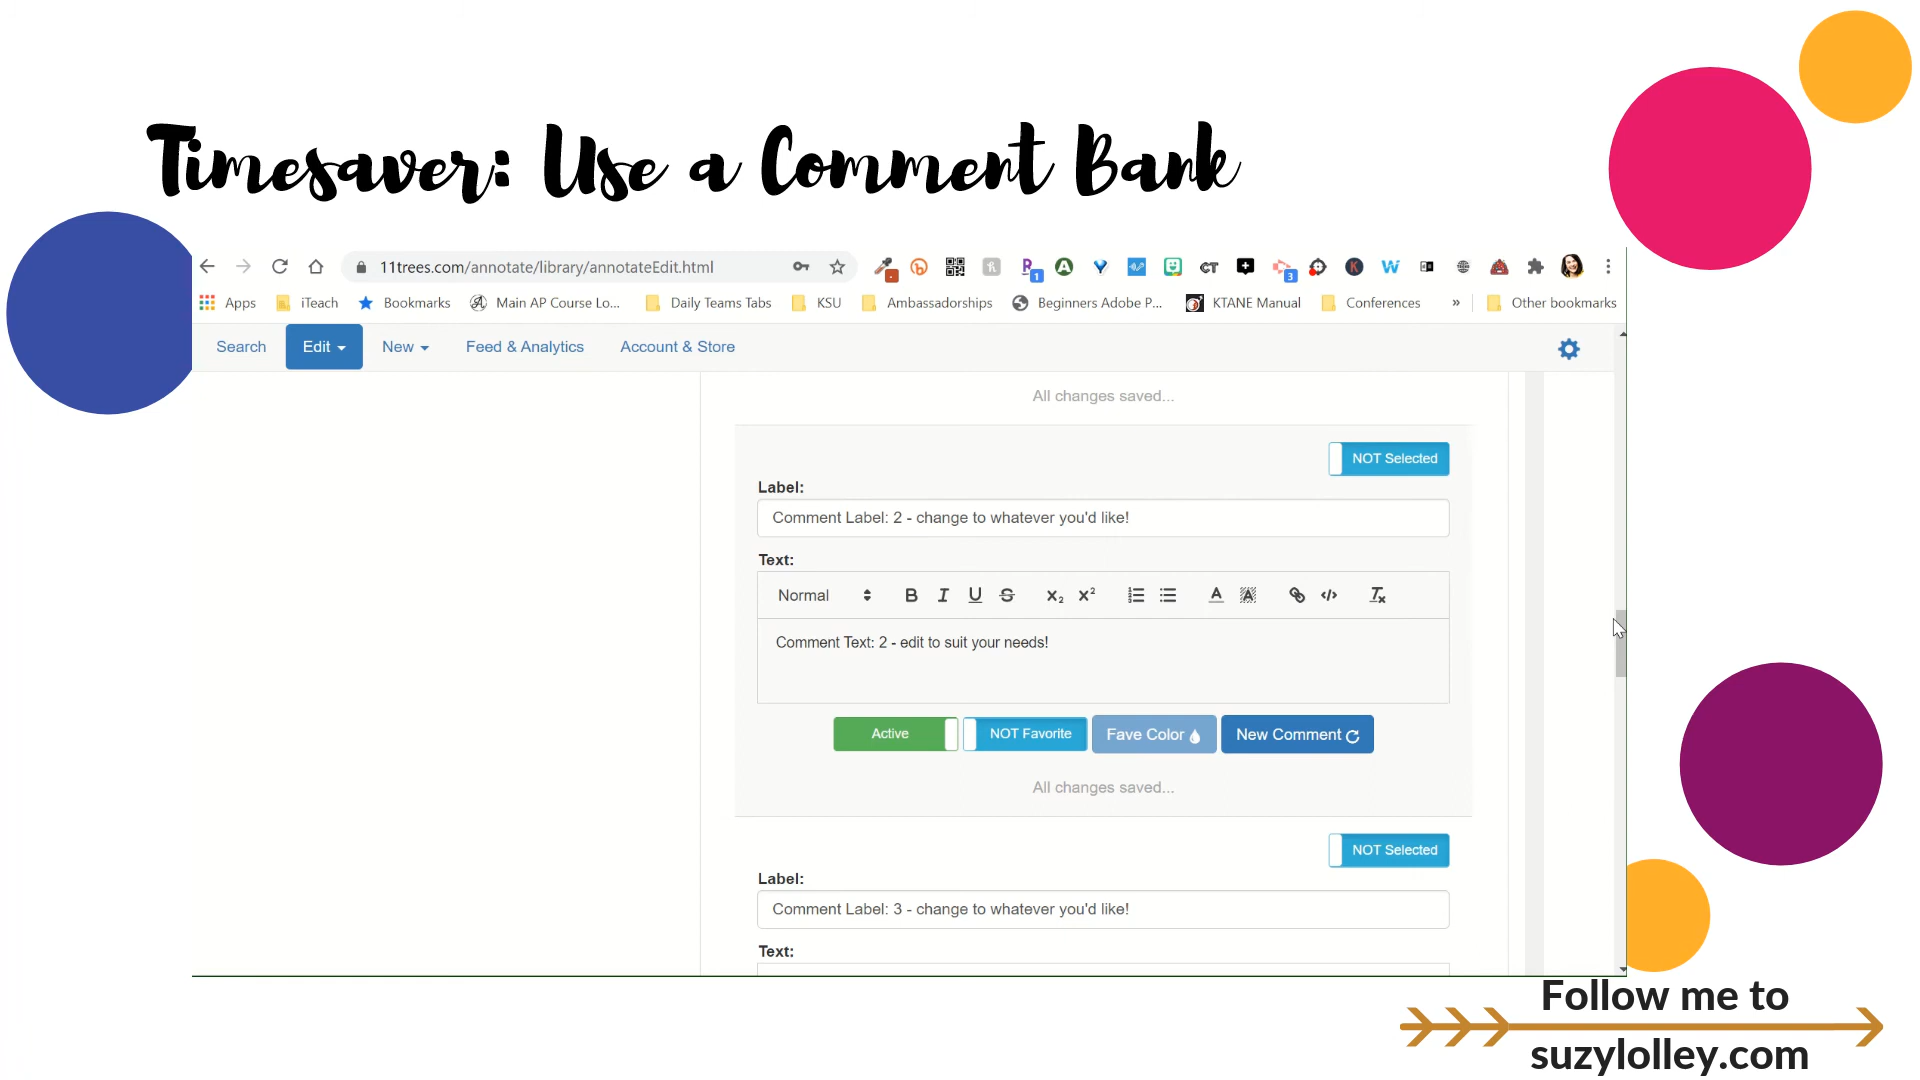 Timesaver: Use a Comment Bank
11trees.com/annotate/library/annotateEdit.html
Apps iTeach Bookmarks Main AP Course Lo... Daily Teams Tabs KSU Ambassadorships Beginners Adobe P... KTANE Manual Conferences » Other bookmarks
Search Edit New Feed & Analytics Account & Store
All changes saved...
NOT Selected
Label:
Comment Label: 2 - change to whatever you'd like!
Text:
Normal B I U S X2 X2 A A </> Tx
Comment Text: 2 - edit to suit your needs!
Active NOT Favorite Fave Color New Comment
All changes saved...
NOT Selected
Label:
Comment Label: 3 - change to whatever you'd like!
Text:
Follow me to
suzylolley.com